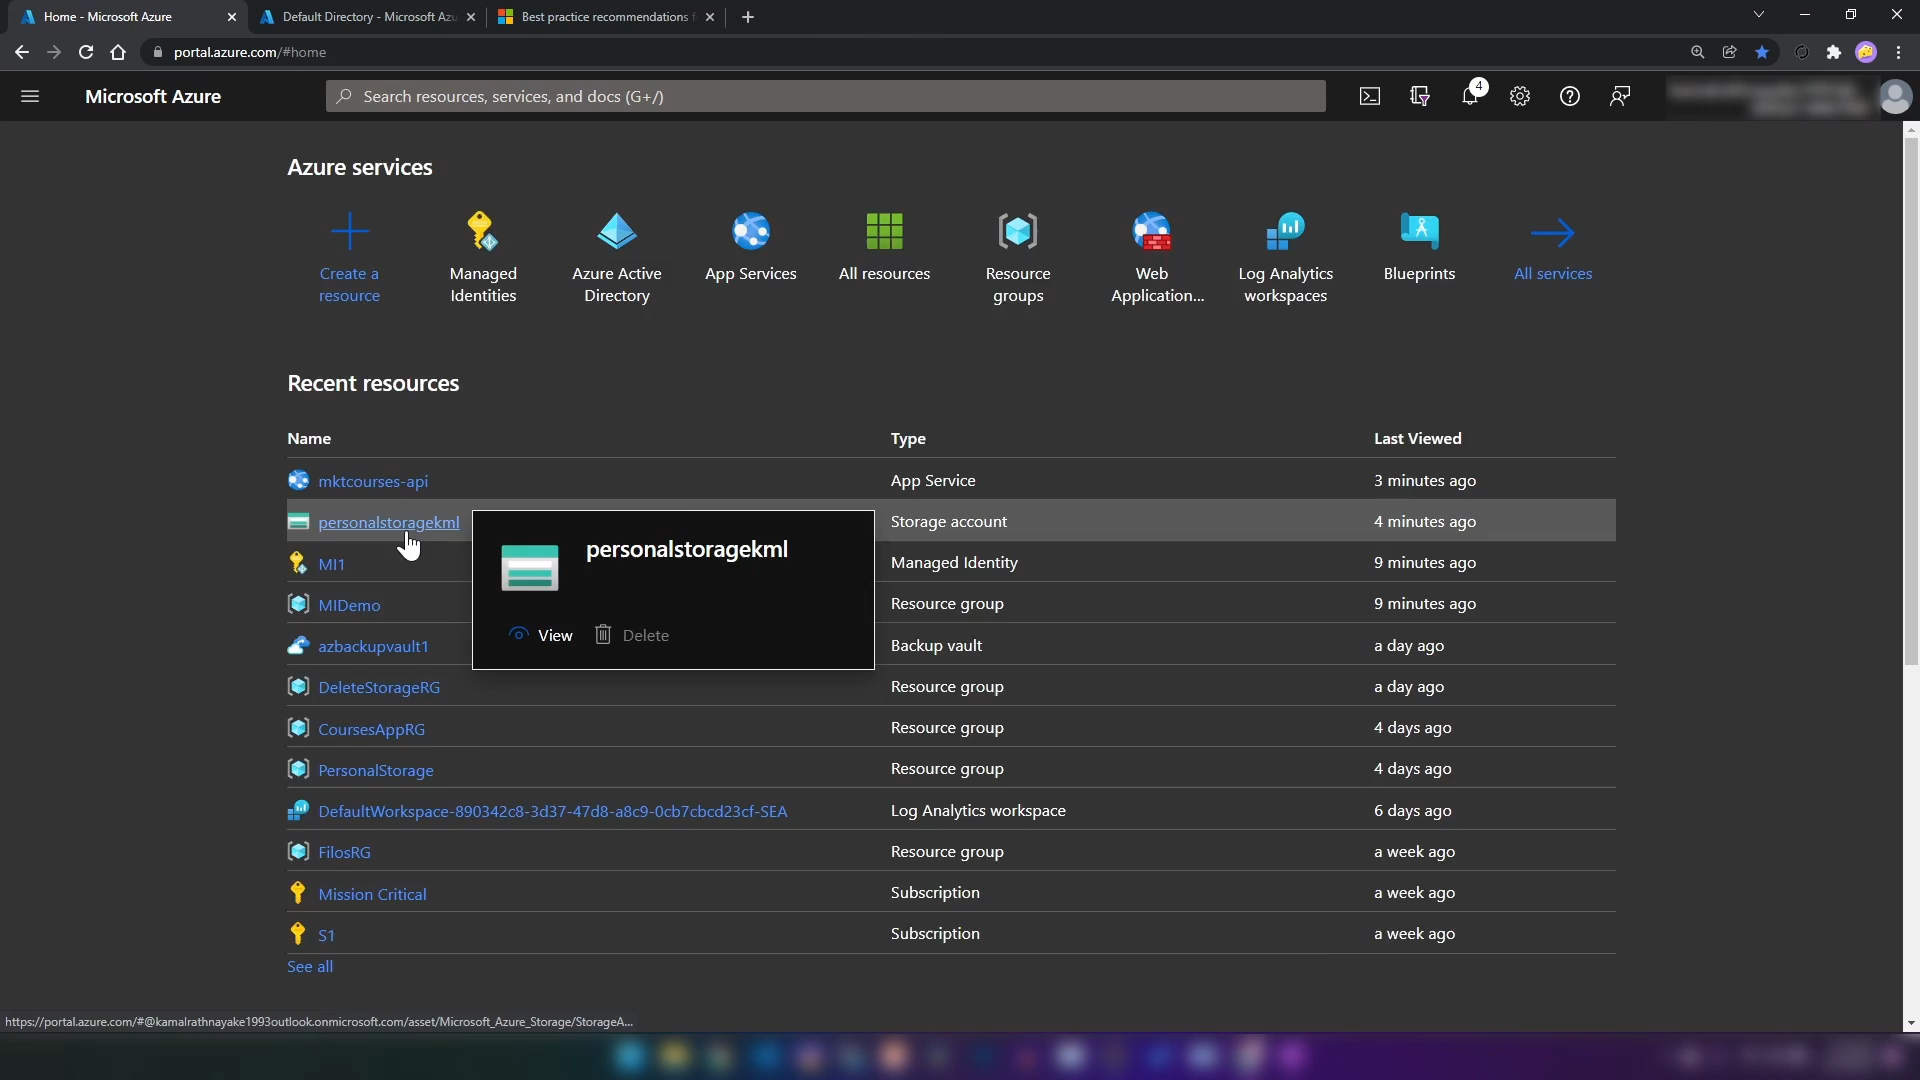 Home - Microsoft Azure
Default Directory - Microsoft Azu
Best practice recommendations f
portal.azure.com/#home
Microsoft Azure
Search resources, services, and docs (G+/)
4
Azure services
Create a
resource
Managed
Identities
Azure Active
Directory
App Services
All resources
Resource
groups
Web
Application...
Log Analytics
workspaces
Blueprints
All services
Recent resources
Name Type Last Viewed
mktcourses-api App Service 3 minutes ago
personalstoragekml Storage account 4 minutes ago
personalstoragekml
View Delete
MI1 Managed Identity 9 minutes ago
MIDemo Resource group 9 minutes ago
azbackupvault1 Backup vault a day ago
DeleteStorageRG Resource group a day ago
CoursesAppRG Resource group 4 days ago
PersonalStorage Resource group 4 days ago
DefaultWorkspace-890342c8-3d37-47d8-a8c9-0cb7cbcd23cf-SEA Log Analytics workspace 6 days ago
FilosRG Resource group a week ago
Mission Critical Subscription a week ago
S1 Subscription a week ago
See all
https://portal.azure.com/#@kamalrathnayake1993outlook.onmicrosoft.com/asset/Microsoft_Azure_Storage/StorageA...